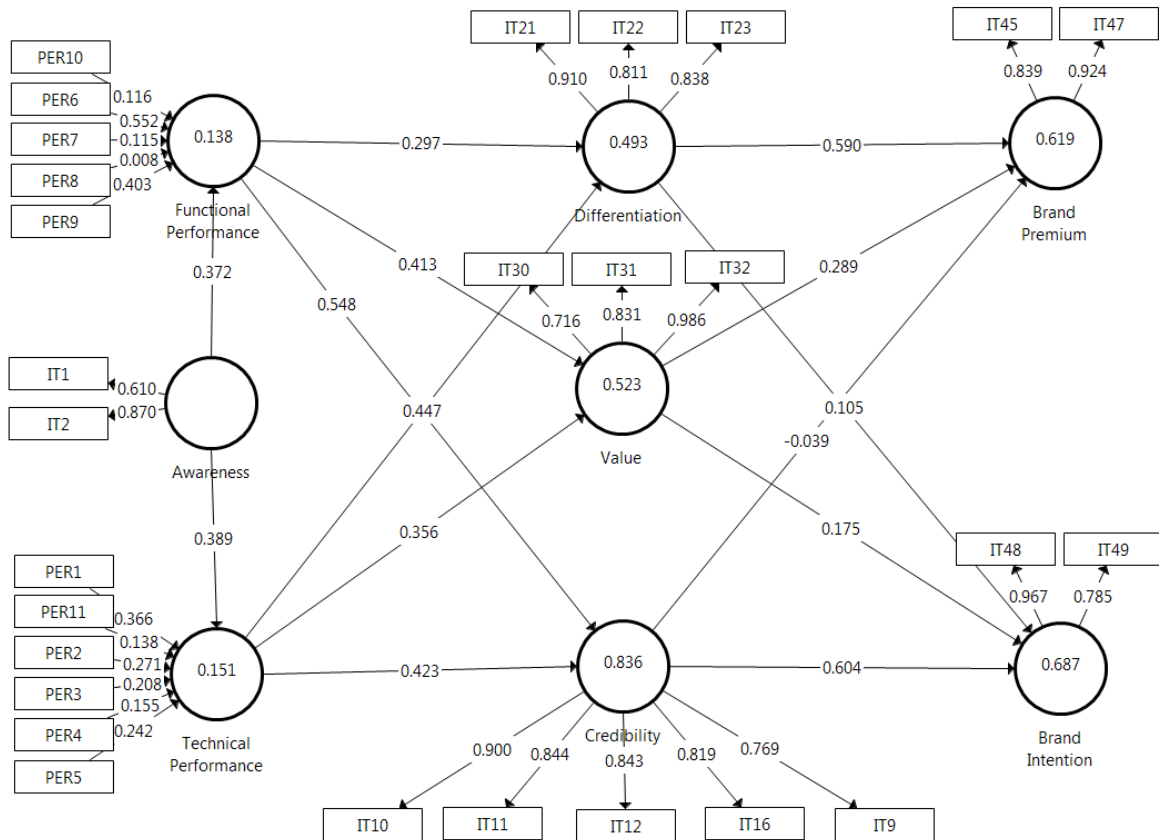 IT21
IT22
IT23
IT45
IT47
PER10
PER6
PER7
PER8
PER9
0.116
0.552
0.115
0.008
0.403
0.910
0.811
0.838
0.839
0.924
0.138
0.297
0.493
0.590
0.619
Functional
Performance
Differentiation
Brand
Premium
0.372
0.413
0.548
IT30
IT31
IT32
0.289
0.716
0.831
0.986
IT1
IT2
0.610
0.870
Awareness
0.523
Value
0.447
0.105
-0.039
0.389
0.356
0.175
PER1
PER11
PER2
PER3
PER4
PER5
0.366
0.138
0.271
0.208
0.155
0.242
IT48
IT49
0.967
0.785
0.151
0.423
0.836
0.604
0.687
Technical
Performance
Credibility
Brand
Intention
0.900
0.844
0.843
0.819
0.769
IT10
IT11
IT12
IT16
IT9